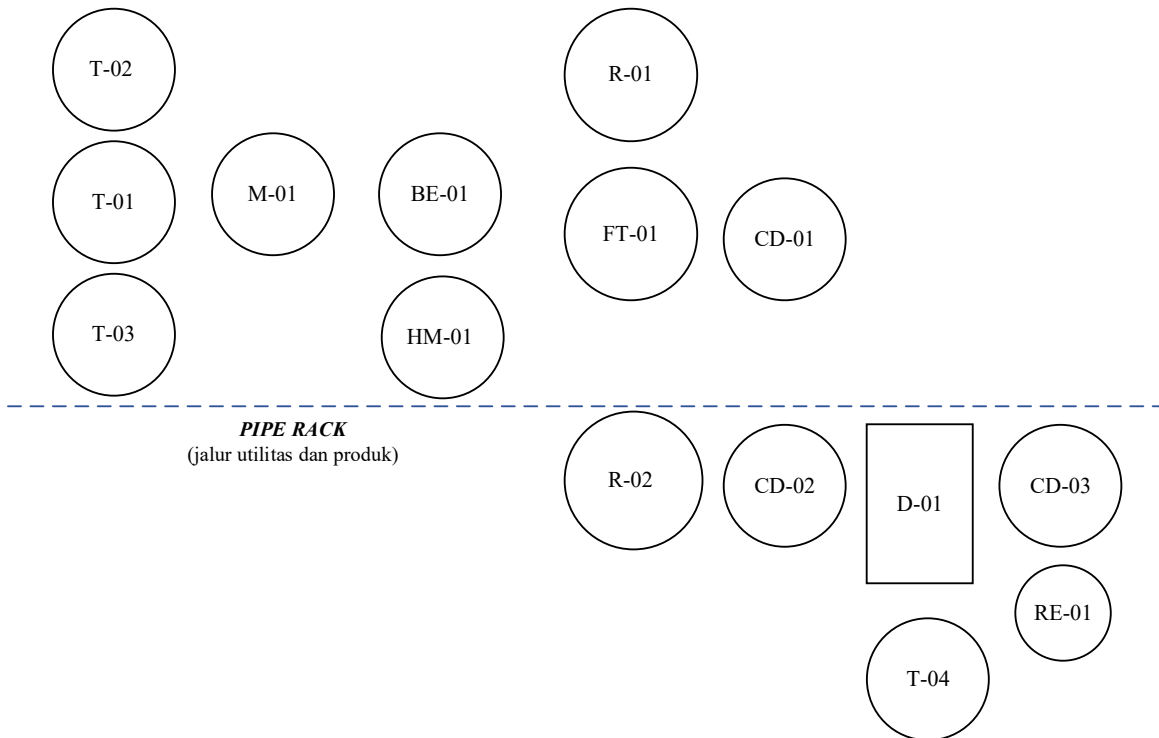 T-02
R-01
T-01
M-01
BE-01
FT-01
CD-01
T-03
HM-01
PIPE RACK
(jalur utilitas dan produk)
R-02
CD-02
D-01
CD-03
RE-01
T-04